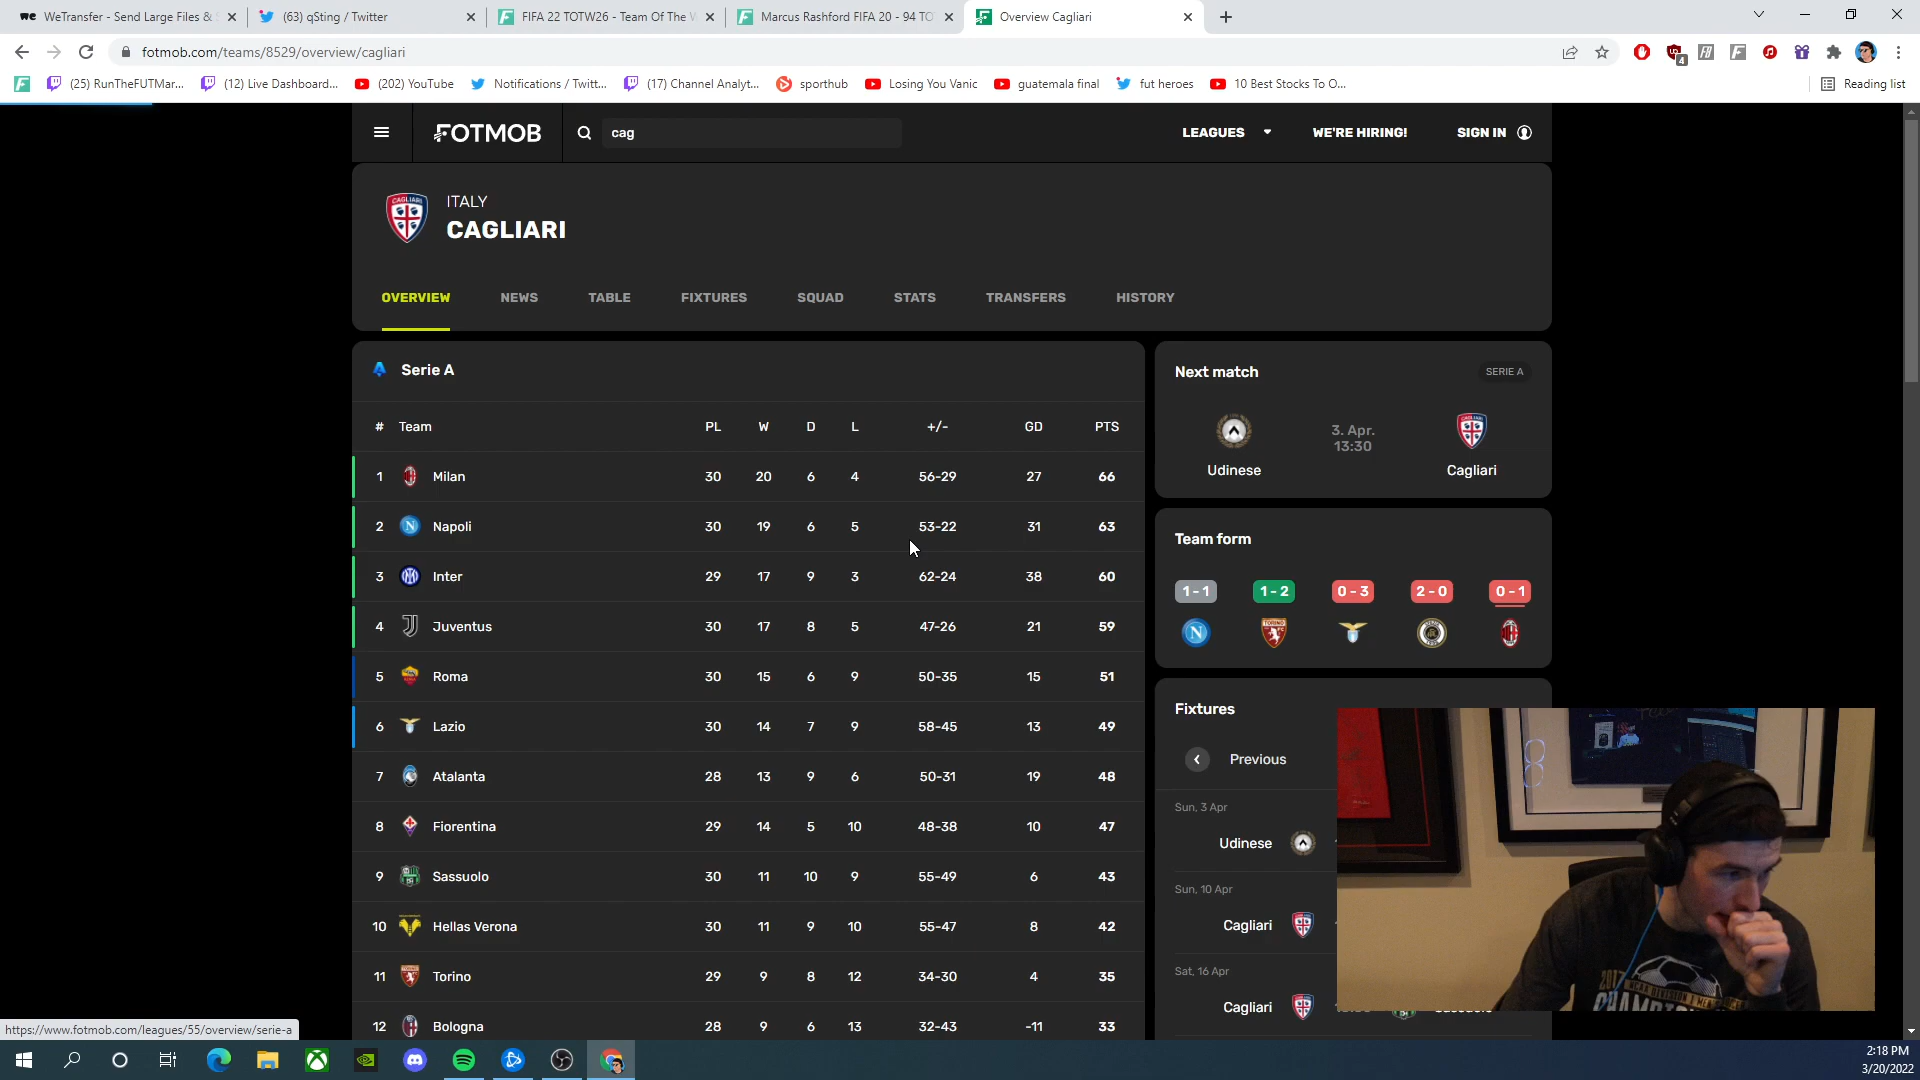 WeTransfer - Send Large Files &
(63) qSting / Twitter
FIFA 22 TOTW26 - Team Of The W
Marcus Rashford FIFA 20 - 94 TO
Overview Cagliari
fotmob.com/teams/8529/overview/cagliari
4
(25) RunTheFUTMar...
(12) Live Dashboard...
(202) YouTube
Notifications / Twitt...
(17) Channel Analyt...
sporthub
Losing You Vanic
guatemala final
fut heroes
10 Best Stocks To O...
Reading list
FOTMOB
cag
LEAGUES
WE'RE HIRING!
SIGN IN
ITALY
CAGLIARI
OVERVIEW NEWS TABLE FIXTURES SQUAD STATS TRANSFERS HISTORY
Serie A
# Team PL W D L +/- GD PTS
1 Milan 30 20 6 4 56-29 27 66
2 Napoli 30 19 6 5 53-22 31 63
3 Inter 29 17 9 3 62-24 38 60
4 Juventus 30 17 8 5 47-26 21 59
5 Roma 30 15 6 9 50-35 15 51
6 Lazio 30 14 7 9 58-45 13 49
7 Atalanta 28 13 9 6 50-31 19 48
8 Fiorentina 29 14 5 10 48-38 10 47
9 Sassuolo 30 11 10 9 55-49 6 43
10 Hellas Verona 30 11 9 10 55-47 8 42
11 Torino 29 9 8 12 34-30 4 35
12 Bologna 28 9 6 13 32-43 -11 33
Next match
SERIE A
3. Apr.
13:30
Udinese
Cagliari
Team form
1 - 1 1 - 2 0 - 3 2 - 0 0 - 1
Fixtures
Previous
Sun, 3 Apr
Udinese
Sun, 10 Apr
Cagliari
Sat, 16 Apr
Cagliari
2017
NCAA DIVISION I MEN'S SOCCER
CHAMPIONS
https://www.fotmob.com/leagues/55/overview/serie-a
2:18 PM
3/20/2022